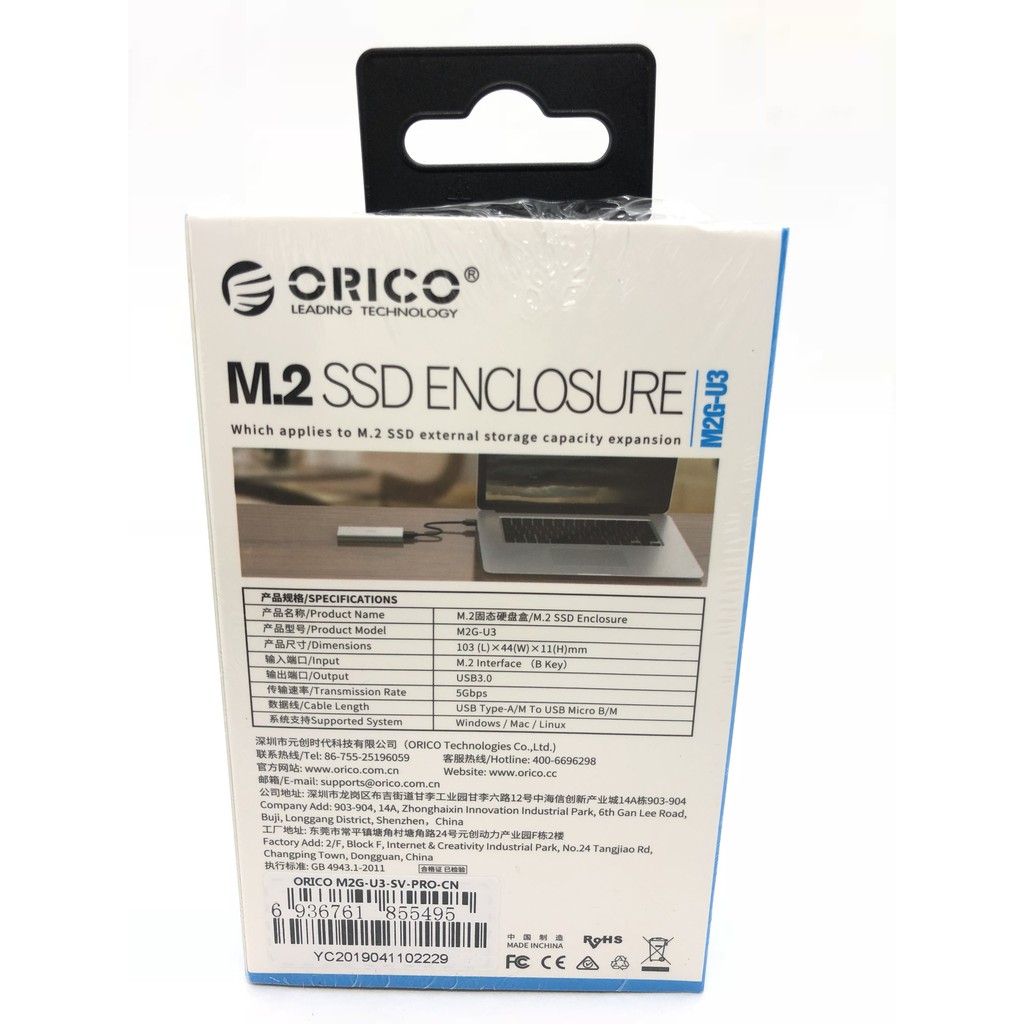 ORICO®
LEADING TECHNOLOGY
M.2 SSD ENCLOSURE
M2G-U3
Which applies to M.2 SSD external storage capacity expansion
产品规格/SPECIFICATIONS
产品名称/Product Name M.2固态硬盘盒/M.2 SSD Enclosure
产品型号/Product Model M2G-U3
产品尺寸/Dimensions 103 (L)×44(W)×11(H)mm
输入端口/Input M.2 Interface （B Key）
输出端口/Output USB3.0
传输速率/Transmission Rate 5Gbps
数据线/Cable Length USB Type-A/M To USB Micro B/M
系统支持Supported System Windows / Mac / Linux
深圳市元创时代科技有限公司（ORICO Technologies Co.,Ltd.)
联系热线/Tel: 86-755-25196059 客服热线/Hotline: 400-6696298
官方网站: www.orico.com.cn Website: www.orico.cc
邮箱/E-mail: supports@orico.com.cn
公司地址: 深圳市龙岗区布吉街道甘李工业园甘李六路12号中海信创新产业城14A栋903-904
Company Add: 903-904, 14A, Zhonghaixin Innovation Industrial Park, 6th Gan Lee Road,
Buji, Longgang District, Shenzhen，China
工厂地址: 东莞市常平镇塘角村塘角路24号元创动力产业园F栋2楼
Factory Add: 2/F, Block F, Internet & Creativity Industrial Park, No.24 Tangjiao Rd,
Changping Town, Dongguan, China
执行标准: GB 4943.1-2011 合格证 已检验
ORICO M2G-U3-SV-PRO-CN
6 936761 855495
YC2019041102229
中国制造
MADE INCHINA
RoHS
FC CE